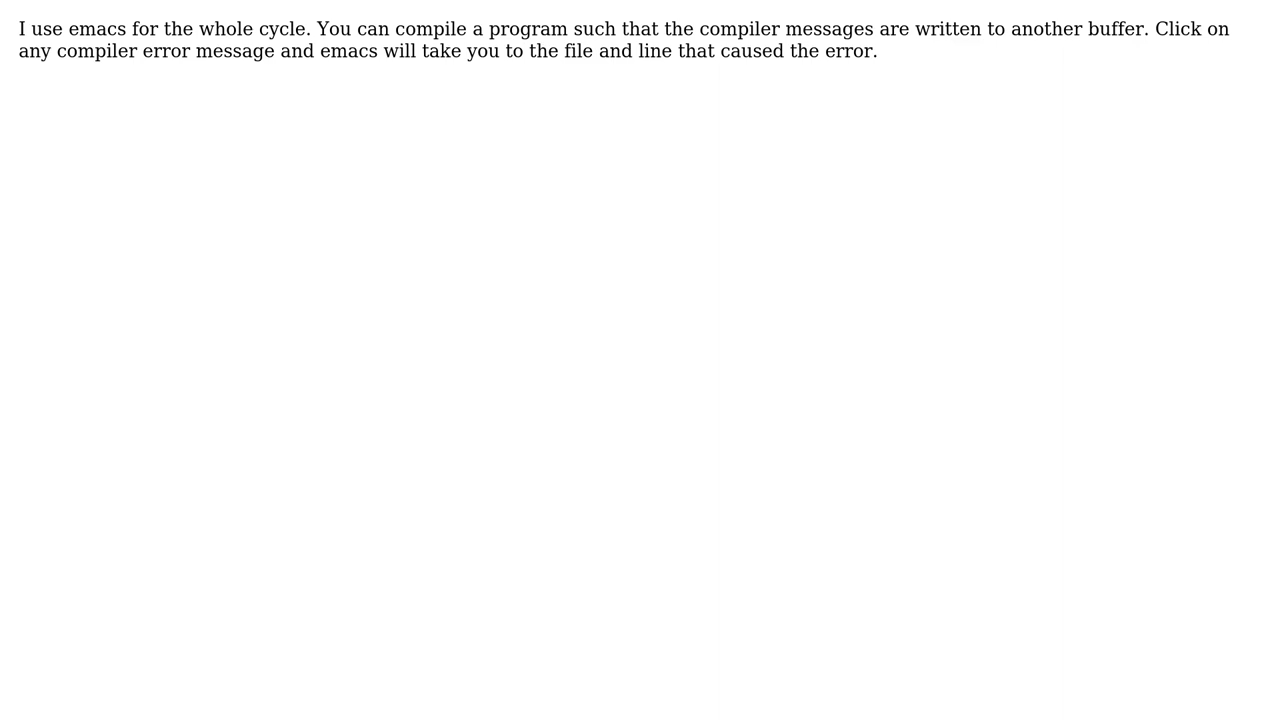 I use emacs for the whole cycle. You can compile a program such that the compiler messages are written to another buffer. Click on
any compiler error message and emacs will take you to the file and line that caused the error.